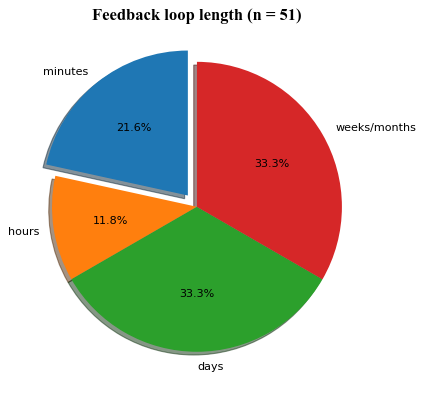 Feedback loop length (n = 51)
minutes
21.6%
weeks/months
33.3%
11.8%
hours
33.3%
days